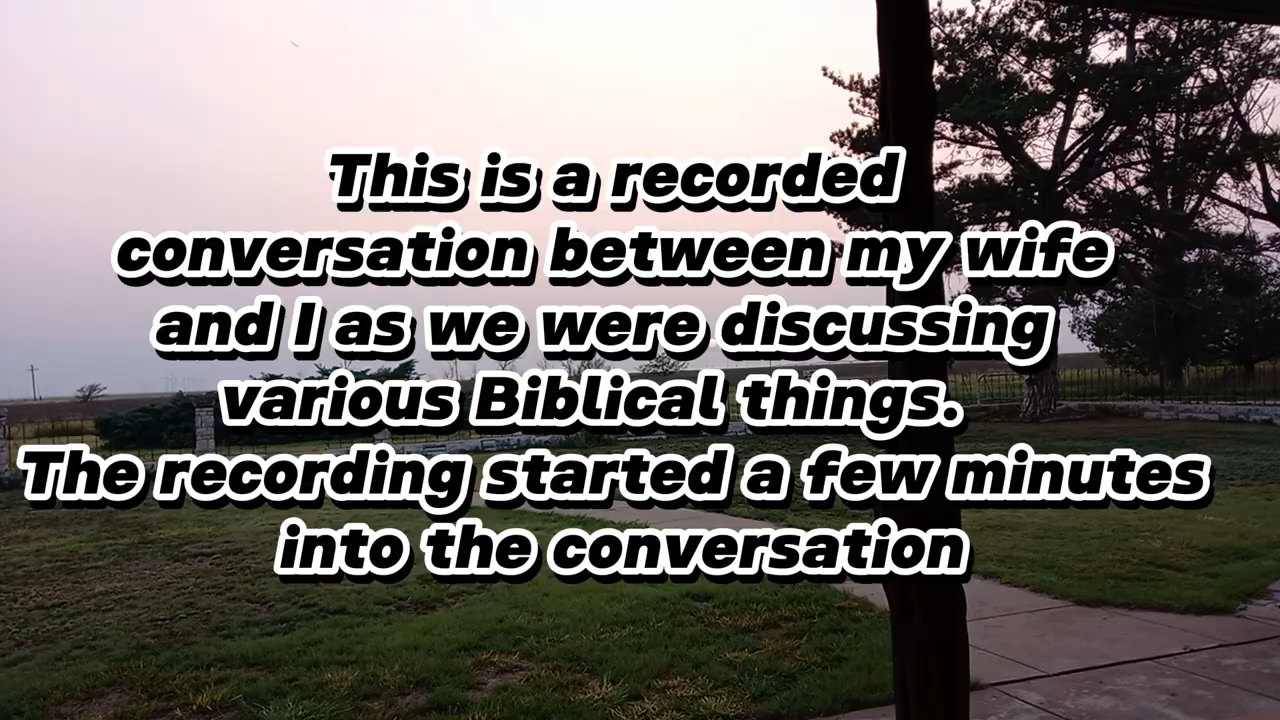 This is a recorded
conversation between my wife
and I as we were discussing
various Biblical things.
The recording started a few minutes
into the conversation